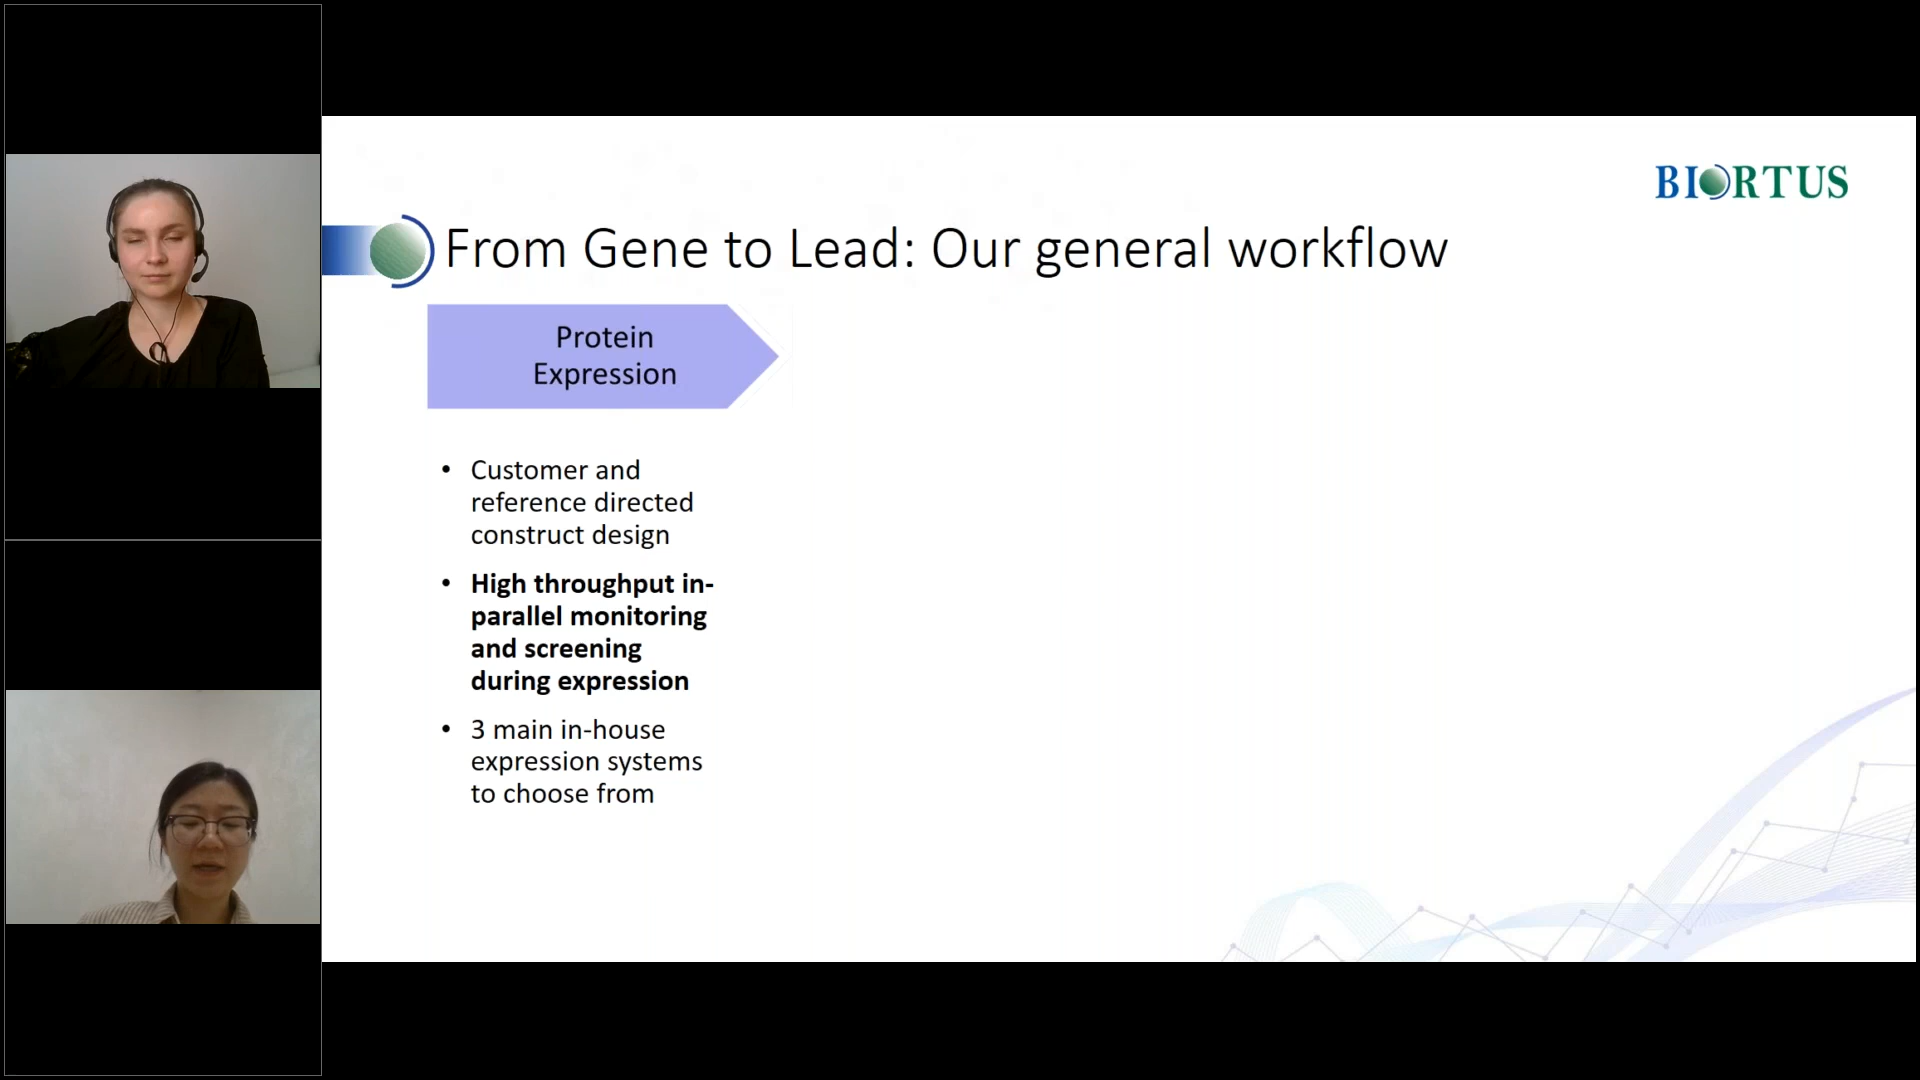 BIORTUS
From Gene to Lead: Our general workflow
Protein
Expression
• Customer and
reference directed
construct design
• High throughput in-
parallel monitoring
and screening
during expression
• 3 main in-house
expression systems
to choose from